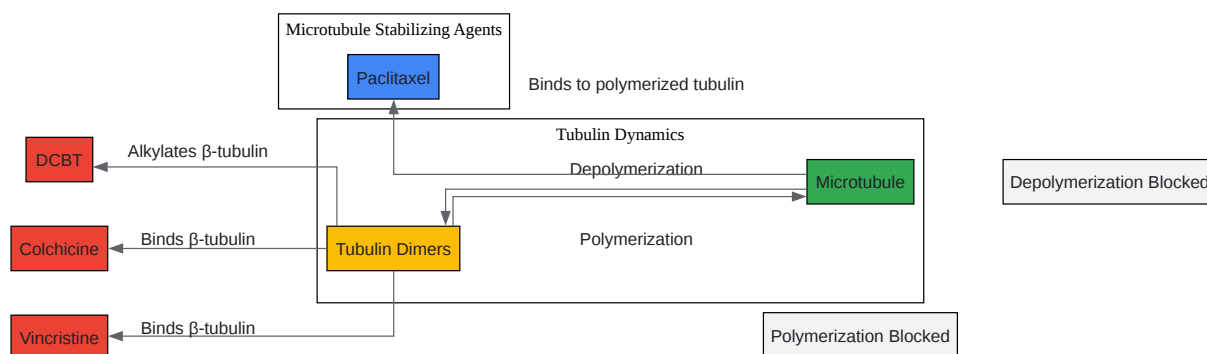 Microtubule Stabilizing Agents
Paclitaxel
Binds to polymerized tubulin
Tubulin Dynamics
DCBT
Alkylates β-tubulin
Depolymerization
Microtubule
Depolymerization Blocked
Colchicine
Binds β-tubulin
Tubulin Dimers
Polymerization
Vincristine
Binds β-tubulin
Polymerization Blocked